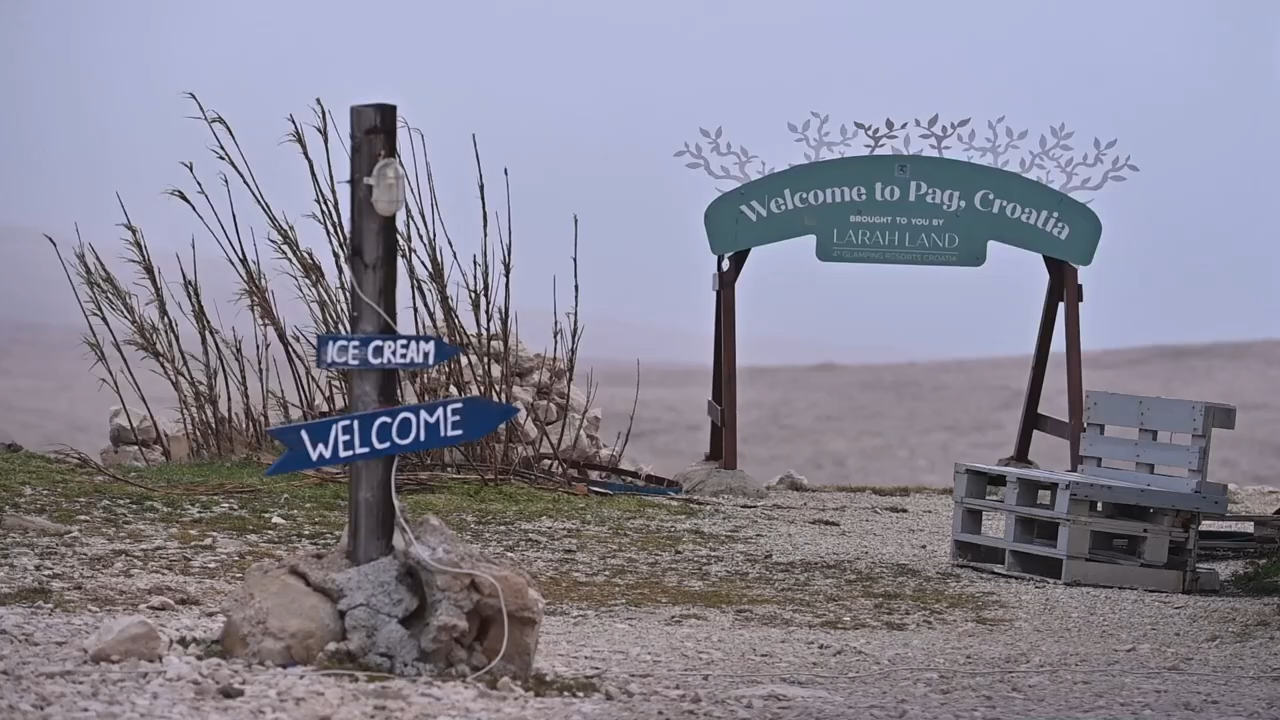 ICE CREAM
WELCOME
Welcome to Pag, Croatia
BROUGHT TO YOU BY
LARAH LAND
4* GLAMPING RESORTS CROATIA